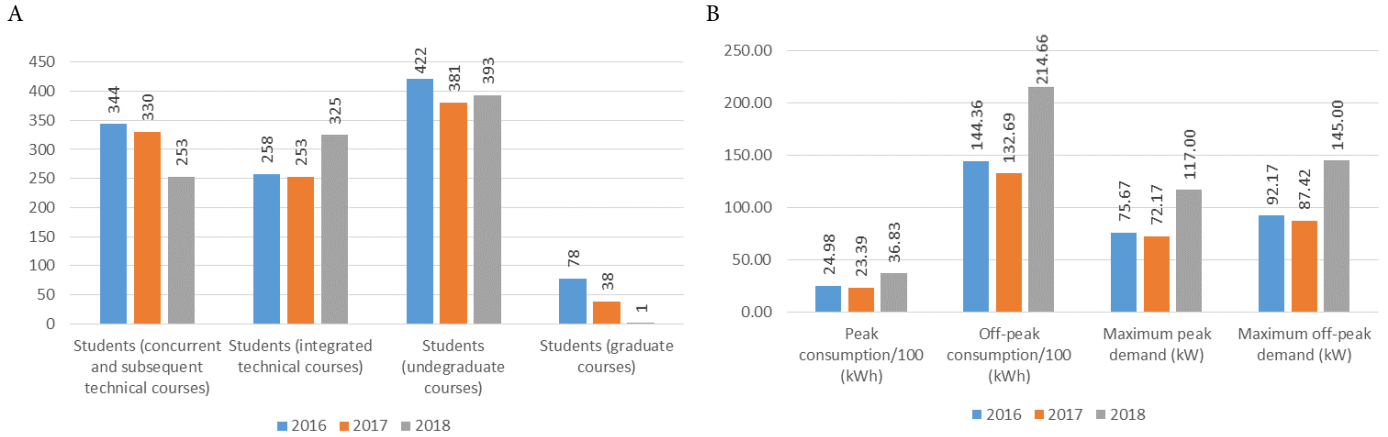 A
450
400
350
300
250
200
150
100
50
0
344
330
253
258
253
325
422
381
393
78
38
1
Students (concurrent
and subsequent
technical courses)
Students (integrated
technical courses)
Students
(undegraduate
courses)
Students (graduate
courses)
2016 2017 2018
B
250.00
200.00
150.00
100.00
50.00
0.00
24.98
23.39
36.83
144.36
132.69
214.66
75.67
72.17
117.00
92.17
87.42
145.00
Peak
consumption/100
(kWh)
Off-peak
consumption/100
(kWh)
Maximum peak
demand (kW)
Maximum off-peak
demand (kW)
2016 2017 2018